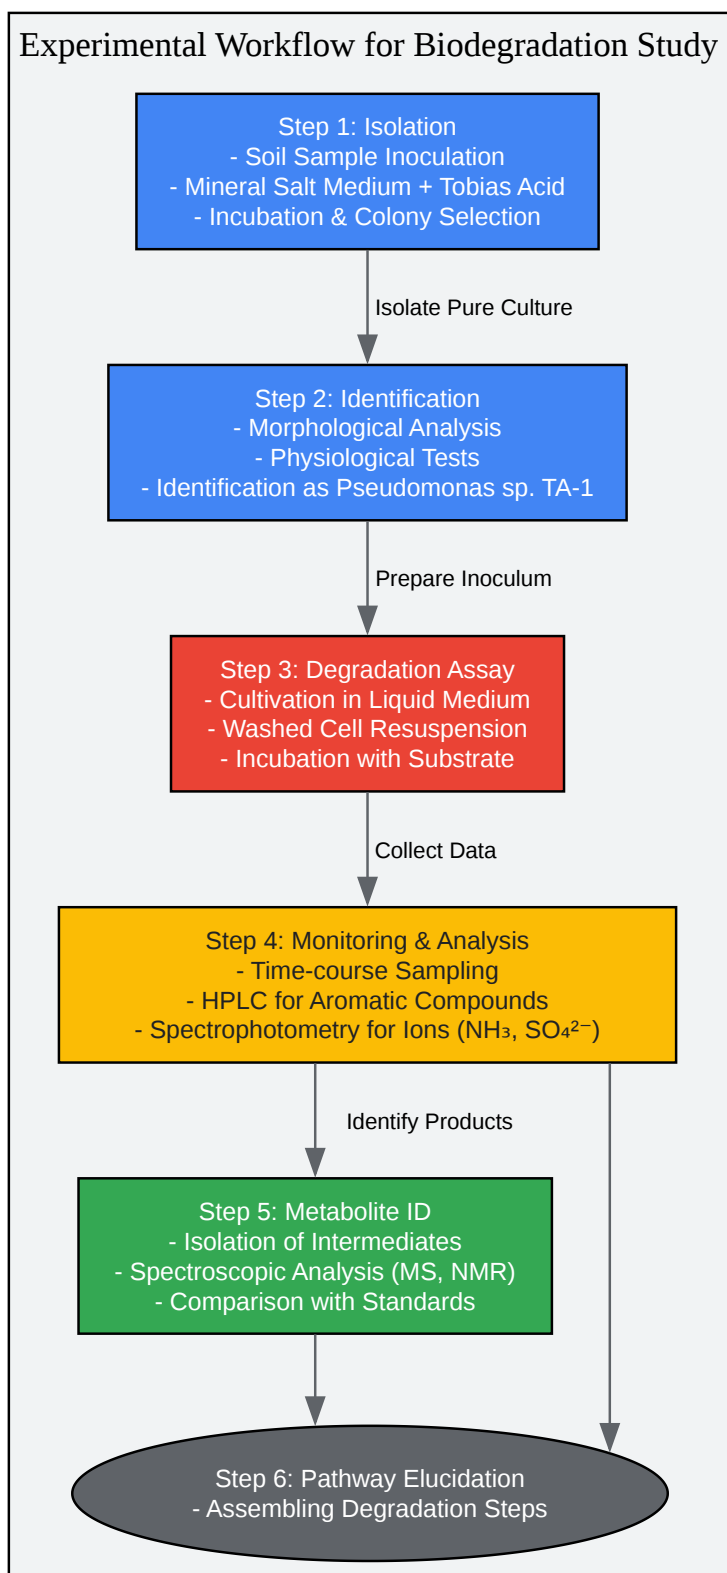 Experimental Workflow for Biodegradation Study
Step 1: Isolation
- Soil Sample Inoculation
- Mineral Salt Medium + Tobias Acid
- Incubation & Colony Selection
Isolate Pure Culture
Step 2: Identification
- Morphological Analysis
- Physiological Tests
- Identification as Pseudomonas sp. TA-1
Prepare Inoculum
Step 3: Degradation Assay
- Cultivation in Liquid Medium
- Washed Cell Resuspension
- Incubation with Substrate
Collect Data
Step 4: Monitoring & Analysis
- Time-course Sampling
- HPLC for Aromatic Compounds
- Spectrophotometry for Ions (NH₃, SO₄²⁻)
Identify Products
Step 5: Metabolite ID
- Isolation of Intermediates
- Spectroscopic Analysis (MS, NMR)
- Comparison with Standards
Step 6: Pathway Elucidation
- Assembling Degradation Steps